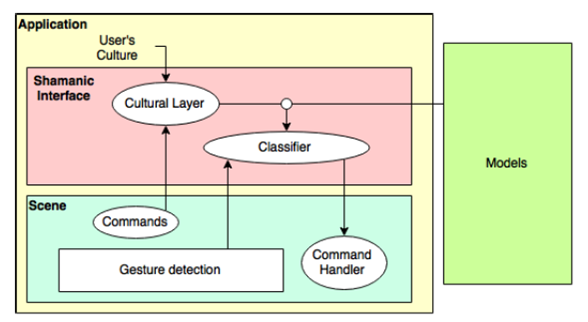 Application
User's
Culture
Shamanic
Interface
Cultural Layer
Classifier
Models
Scene
Commands
Gesture detection
Command
Handler